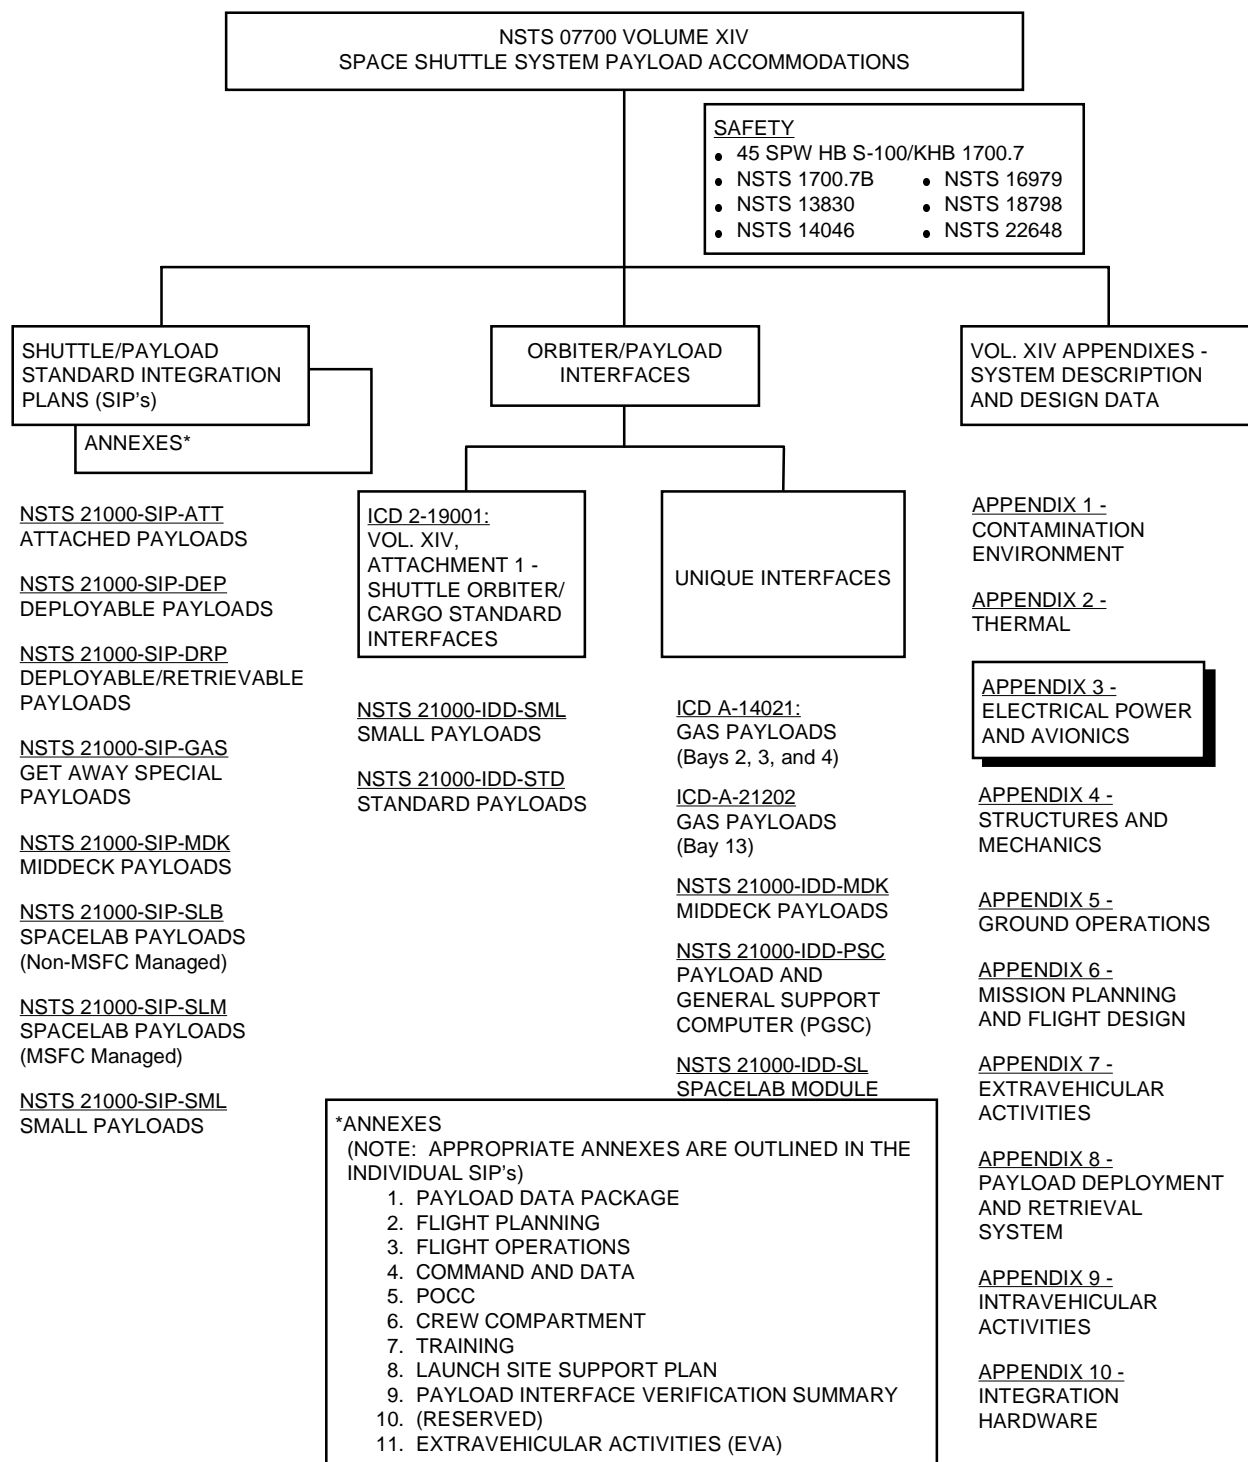 NSTS 07700 VOLUME XIV
SPACE SHUTTLE SYSTEM PAYLOAD ACCOMMODATIONS
SAFETY
• 45 SPW HB S-100/KHB 1700.7
• NSTS 1700.7B
• NSTS 13830
• NSTS 14046
• NSTS 16979
• NSTS 18798
• NSTS 22648
SHUTTLE/PAYLOAD
STANDARD INTEGRATION
PLANS (SIP's)
ANNEXES*
NSTS 21000-SIP-ATT
ATTACHED PAYLOADS
NSTS 21000-SIP-DEP
DEPLOYABLE PAYLOADS
NSTS 21000-SIP-DRP
DEPLOYABLE/RETRIEVABLE
PAYLOADS
NSTS 21000-SIP-GAS
GET AWAY SPECIAL
PAYLOADS
NSTS 21000-SIP-MDK
MIDDECK PAYLOADS
NSTS 21000-SIP-SLB
SPACELAB PAYLOADS
(Non-MSFC Managed)
NSTS 21000-SIP-SLM
SPACELAB PAYLOADS
(MSFC Managed)
NSTS 21000-SIP-SML
SMALL PAYLOADS
ORBITER/PAYLOAD
INTERFACES
ICD 2-19001:
VOL. XIV,
ATTACHMENT 1 -
SHUTTLE ORBITER/
CARGO STANDARD
INTERFACES
NSTS 21000-IDD-SML
SMALL PAYLOADS
NSTS 21000-IDD-STD
STANDARD PAYLOADS
UNIQUE INTERFACES
ICD A-14021:
GAS PAYLOADS
(Bays 2, 3, and 4)
ICD-A-21202
GAS PAYLOADS
(Bay 13)
NSTS 21000-IDD-MDK
MIDDECK PAYLOADS
NSTS 21000-IDD-PSC
PAYLOAD AND
GENERAL SUPPORT
COMPUTER (PGSC)
NSTS 21000-IDD-SL
SPACELAB MODULE
VOL. XIV APPENDIXES -
SYSTEM DESCRIPTION
AND DESIGN DATA
APPENDIX 1 -
CONTAMINATION
ENVIRONMENT
APPENDIX 2 -
THERMAL
APPENDIX 3 -
ELECTRICAL POWER
AND AVIONICS
APPENDIX 4 -
STRUCTURES AND
MECHANICS
APPENDIX 5 -
GROUND OPERATIONS
APPENDIX 6 -
MISSION PLANNING
AND FLIGHT DESIGN
APPENDIX 7 -
EXTRAVEHICULAR
ACTIVITIES
APPENDIX 8 -
PAYLOAD DEPLOYMENT
AND RETRIEVAL
SYSTEM
APPENDIX 9 -
INTRAVEHICULAR
ACTIVITIES
APPENDIX 10 -
INTEGRATION
HARDWARE
*ANNEXES
(NOTE: APPROPRIATE ANNEXES ARE OUTLINED IN THE
INDIVIDUAL SIP's)
1. PAYLOAD DATA PACKAGE
2. FLIGHT PLANNING
3. FLIGHT OPERATIONS
4. COMMAND AND DATA
5. POCC
6. CREW COMPARTMENT
7. TRAINING
8. LAUNCH SITE SUPPORT PLAN
9. PAYLOAD INTERFACE VERIFICATION SUMMARY
10. (RESERVED)
11. EXTRAVEHICULAR ACTIVITIES (EVA)